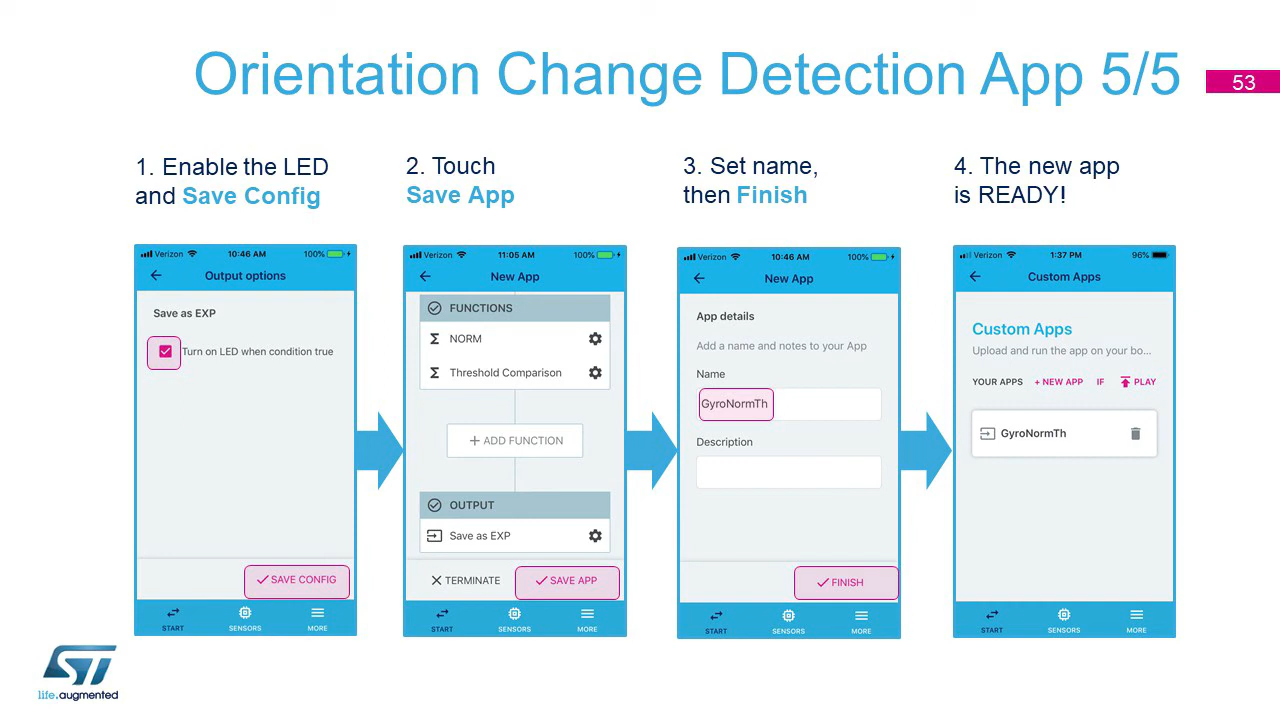 Orientation Change Detection App 5/5
53
1. Enable the LED
and Save Config
2. Touch
Save App
3. Set name,
then Finish
4. The new app
is READY!
Verizon 10:46 AM 100%
Output options
Save as EXP
Turn on LED when condition true
SAVE CONFIG
START SENSORS MORE
Verizon 11:05 AM 100%
New App
FUNCTIONS
NORM
Threshold Comparison
+ ADD FUNCTION
OUTPUT
Save as EXP
TERMINATE SAVE APP
START SENSORS MORE
Verizon 10:46 AM 100%
New App
App details
Add a name and notes to your App
Name
GyroNormTh
Description
FINISH
START SENSORS MORE
Verizon 1:37 PM 96%
Custom Apps
Custom Apps
Upload and run the app on your bo...
YOUR APPS + NEW APP IF PLAY
GyroNormTh
START SENSORS MORE
ST
life.augmented